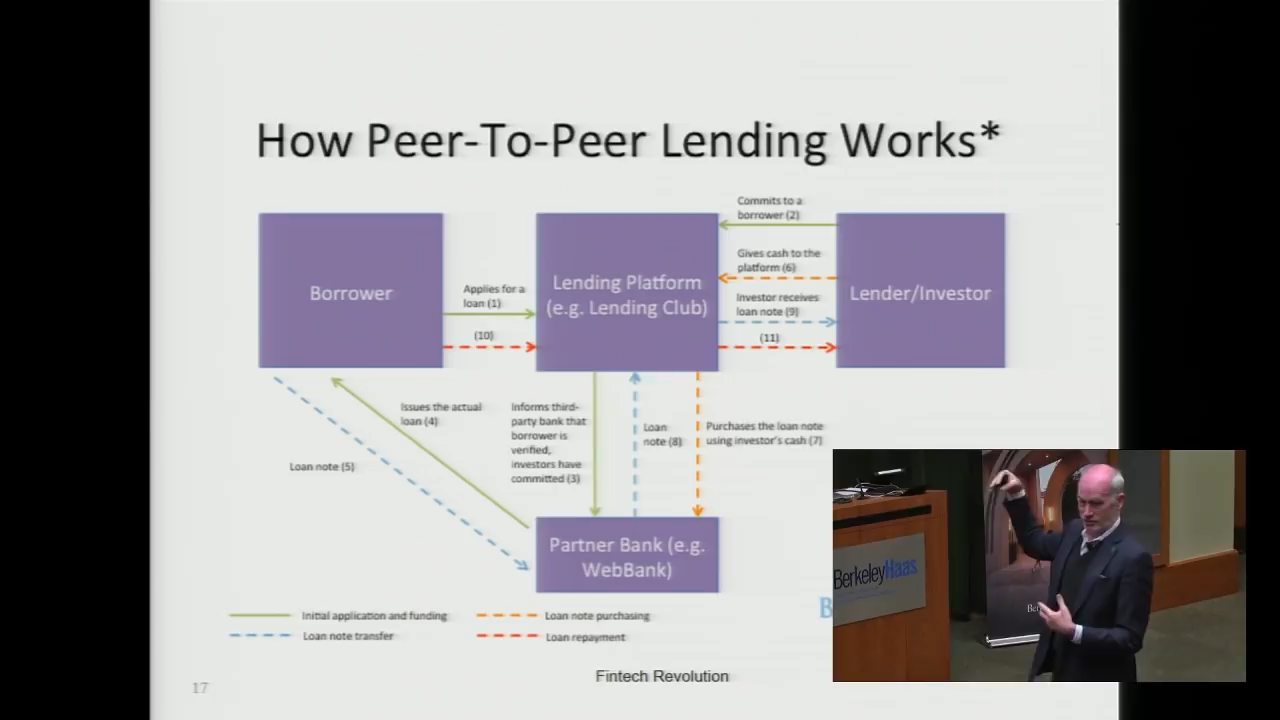 How Peer-To-Peer Lending Works*
Commits to a
borrower (2)
Gives cash to the
platform (6)
Borrower
Applies for a
loan (1)
(10)
Lending Platform
(e.g. Lending Club)
Investor receives
loan note (9)
(11)
Lender/Investor
Issues the actual
loan (4)
Loan note (5)
Informs third-
party bank that
borrower is
verified,
investors have
committed (3)
Loan
note (8)
Purchases the loan note
using investor's cash (7)
Partner Bank (e.g.
WebBank)
Initial application and funding
Loan note purchasing
Loan note transfer
Loan repayment
Fintech Revolution
17
BerkeleyHaas